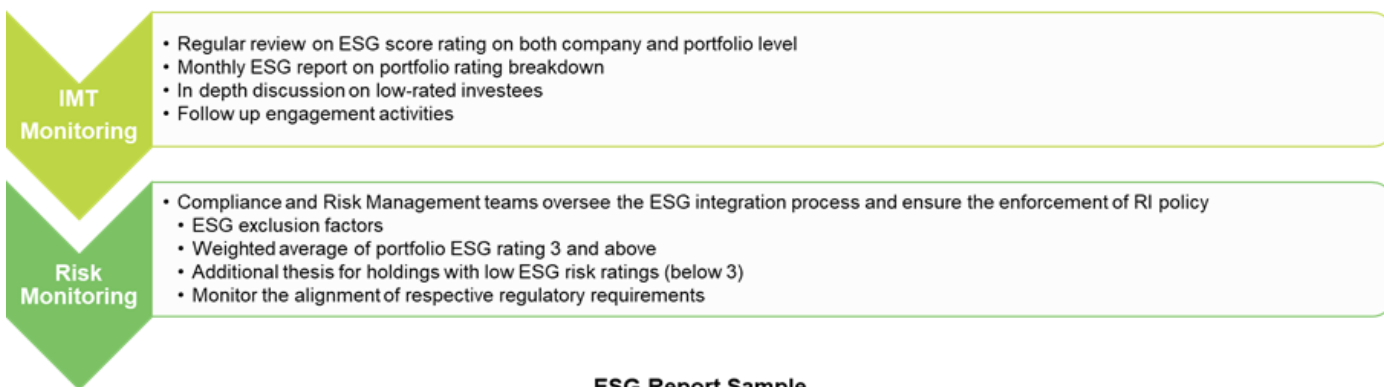 IMT
Monitoring
• Regular review on ESG score rating on both company and portfolio level
• Monthly ESG report on portfolio rating breakdown
• In depth discussion on low-rated investees
• Follow up engagement activities
Risk
Monitoring
• Compliance and Risk Management teams oversee the ESG integration process and ensure the enforcement of RI policy
• ESG exclusion factors
• Weighted average of portfolio ESG rating 3 and above
• Additional thesis for holdings with low ESG risk ratings (below 3)
• Monitor the alignment of respective regulatory requirements
ESG Report Sample